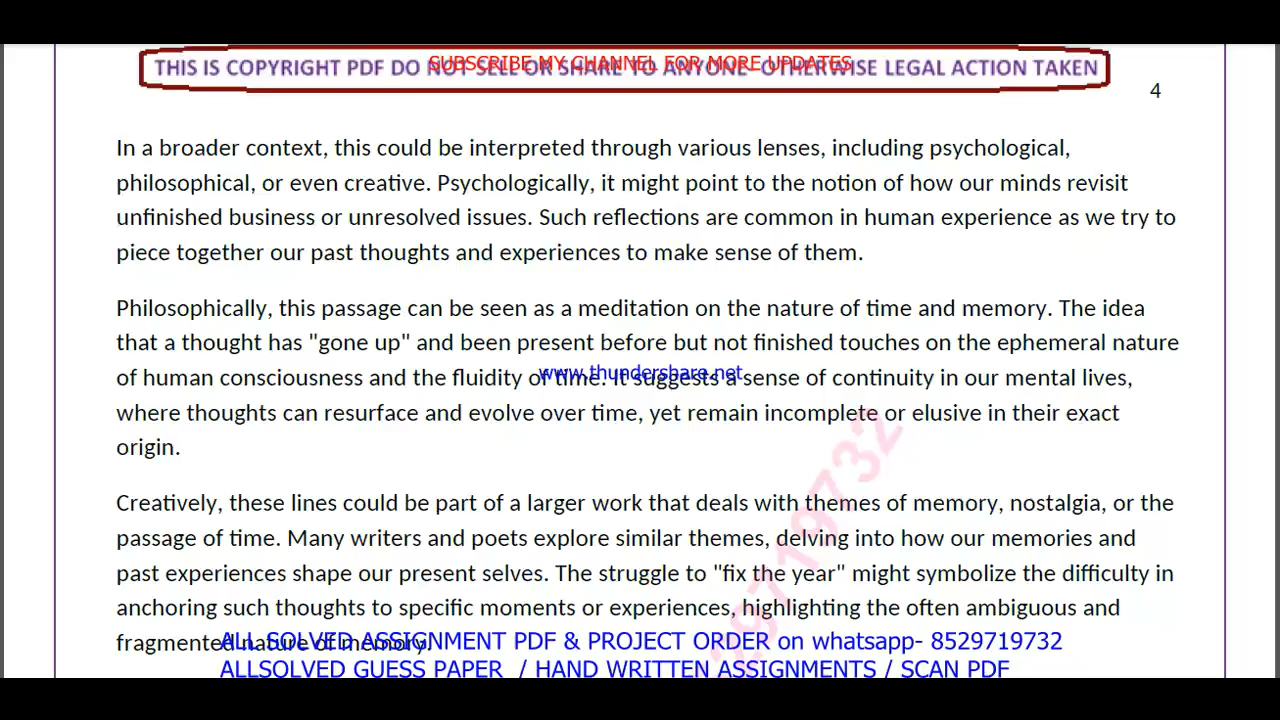 THIS IS COPYRIGHT PDF DO NOT SELL OR SHARE TO ANYONE OTHERWISE LEGAL ACTION TAKEN
SUBSCRIBE MY CHANNEL FOR MORE UPDATES
4
In a broader context, this could be interpreted through various lenses, including psychological,
philosophical, or even creative. Psychologically, it might point to the notion of how our minds revisit
unfinished business or unresolved issues. Such reflections are common in human experience as we try to
piece together our past thoughts and experiences to make sense of them.
Philosophically, this passage can be seen as a meditation on the nature of time and memory. The idea
that a thought has "gone up" and been present before but not finished touches on the ephemeral nature
www.thundershare.net
of human consciousness and the fluidity of time. It suggests a sense of continuity in our mental lives,
where thoughts can resurface and evolve over time, yet remain incomplete or elusive in their exact
origin.
Creatively, these lines could be part of a larger work that deals with themes of memory, nostalgia, or the
passage of time. Many writers and poets explore similar themes, delving into how our memories and
past experiences shape our present selves. The struggle to "fix the year" might symbolize the difficulty in
anchoring such thoughts to specific moments or experiences, highlighting the often ambiguous and
fragmented nature of memory.
ALL SOLVED ASSIGNMENT PDF & PROJECT ORDER on whatsapp- 8529719732
ALLSOLVED GUESS PAPER / HAND WRITTEN ASSIGNMENTS / SCAN PDF